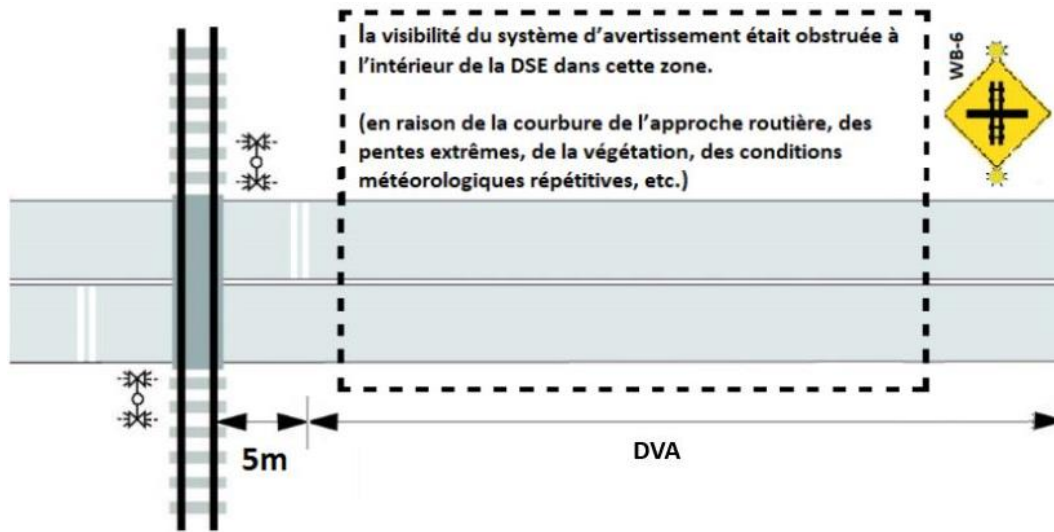 la visibilité du système d'avertissement était obstruée à
l'intérieur de la DSE dans cette zone.
(en raison de la courbure de l'approche routière, des
pentes extrêmes, de la végétation, des conditions
météorologiques répétitives, etc.)
WB-6
5m
DVA